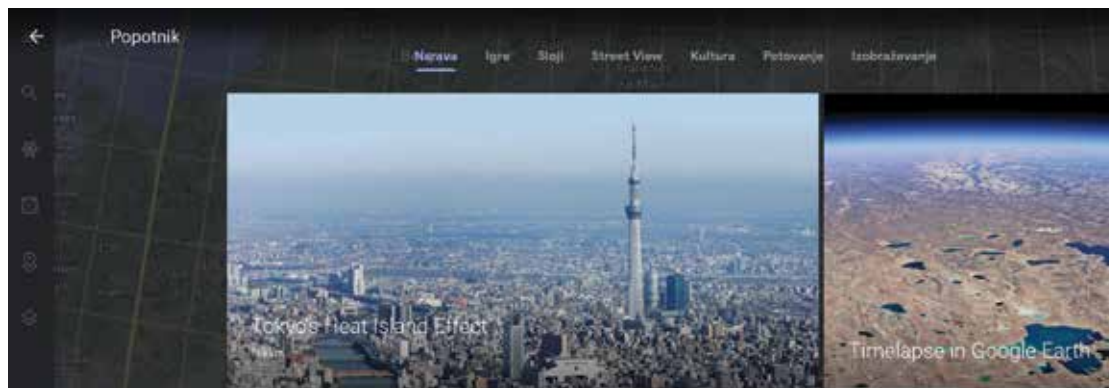 Popotnik
Narava Igre Sloji Street View Kultura Potovanje Izobraževanje
Tokyo's Heat Island Effect
Timelapse in Google Earth